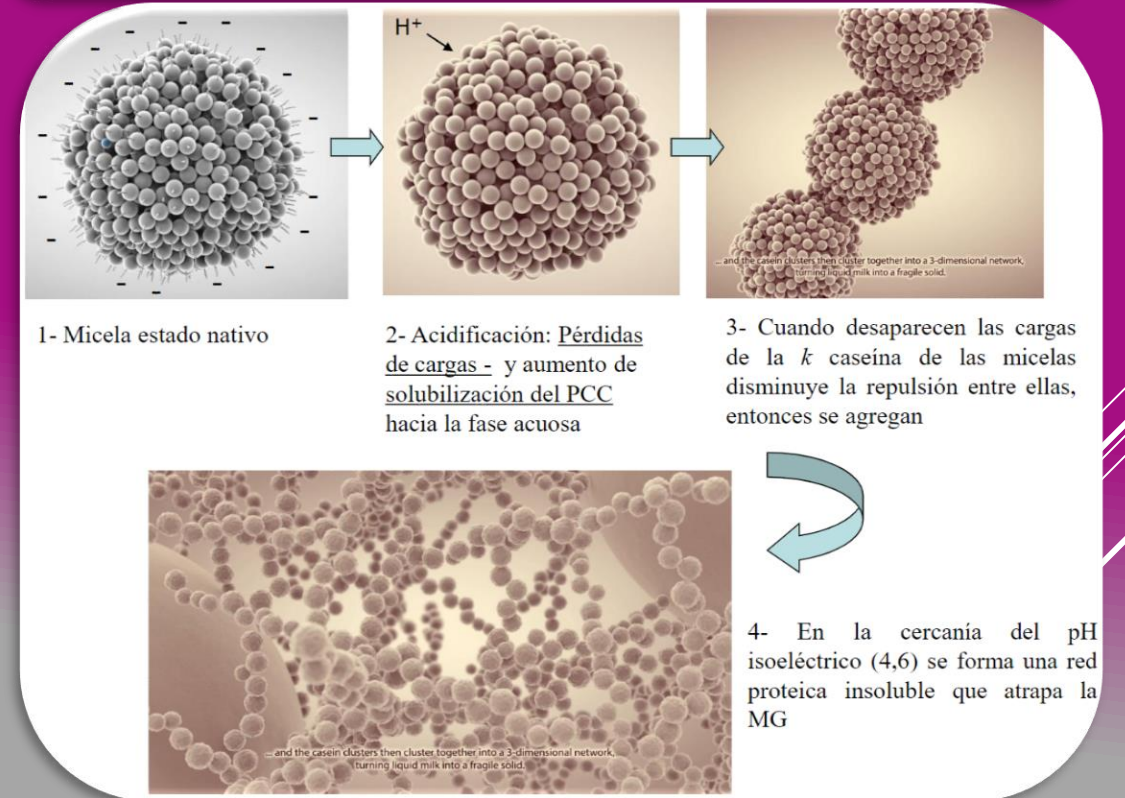 H+
1- Micela estado nativo
2- Acidificación: Pérdidas
de cargas - y aumento de
solubilización del PCC
hacia la fase acuosa
... and the casein clusters then cluster together into a 3-dimensional network,
turning liquid milk into a fragile solid.
3- Cuando desaparecen las cargas
de la k caseína de las micelas
disminuye la repulsión entre ellas,
entonces se agregan
... and the casein clusters then cluster together into a 3-dimensional network,
turning liquid milk into a fragile solid.
4- En la cercanía del pH
isoeléctrico (4,6) se forma una red
proteica insoluble que atrapa la
MG